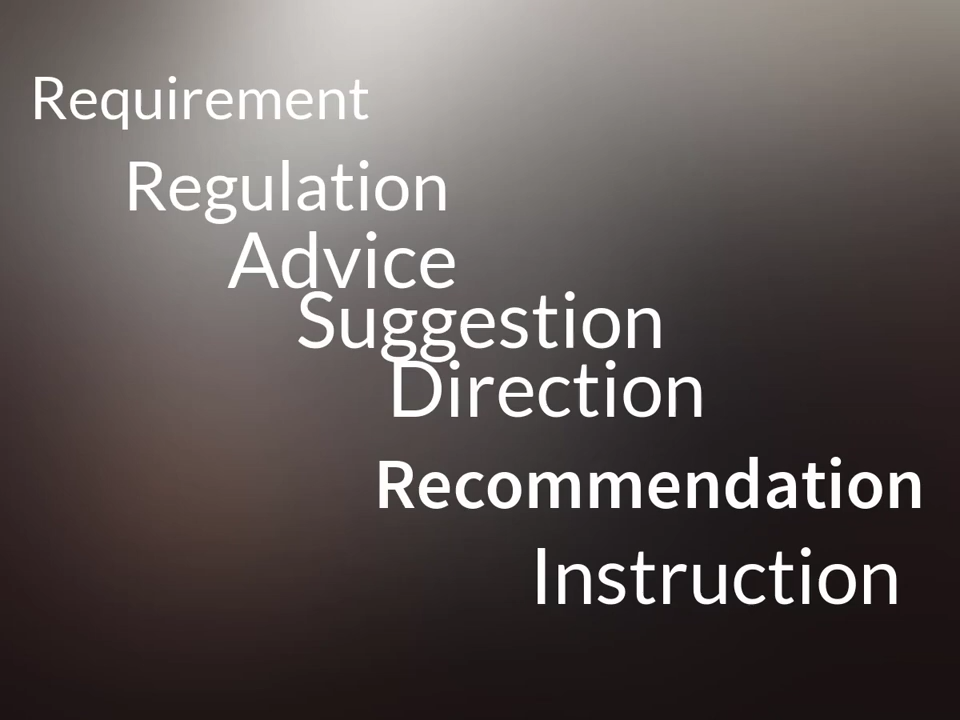 Requirement
Regulation
Advice
Suggestion
Direction
Recommendation
Instruction